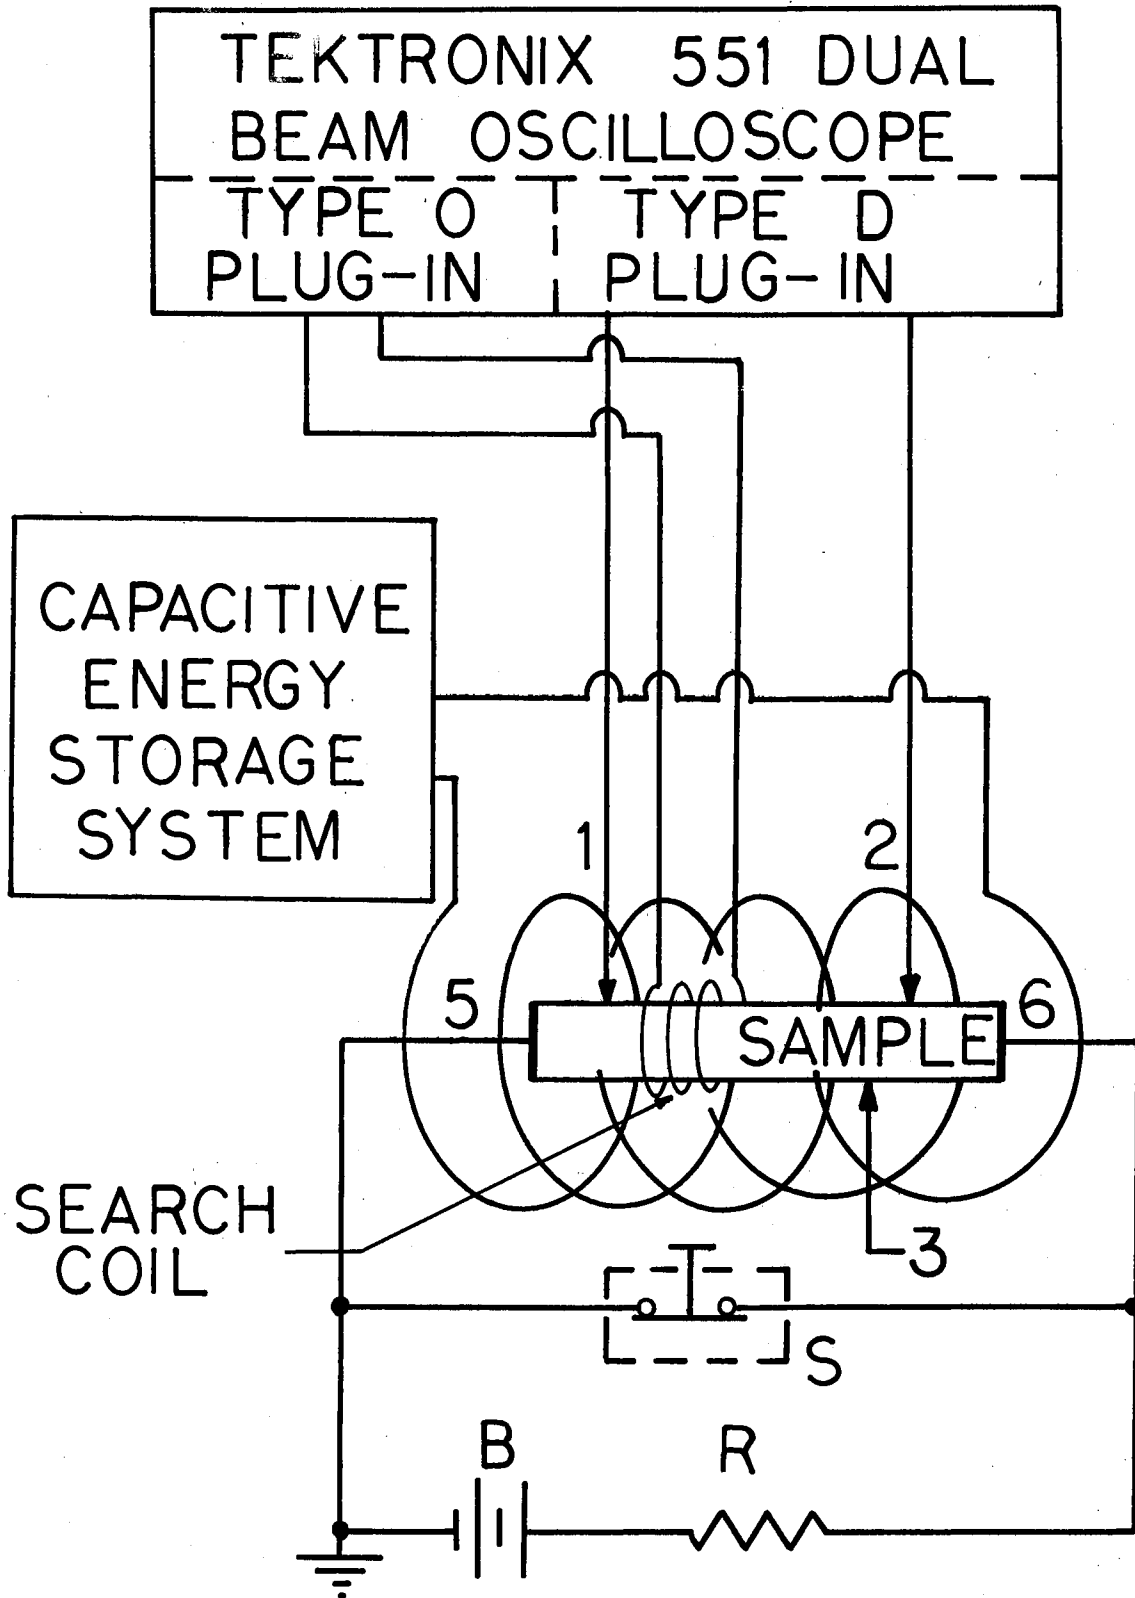 TEKTRONIX 551 DUAL
BEAM OSCILLOSCOPE
TYPE O
PLUG-IN
TYPE D
PLUG-IN
CAPACITIVE
ENERGY
STORAGE
SYSTEM
1
2
5
SAMPLE
6
SEARCH
COIL
3
S
B
R